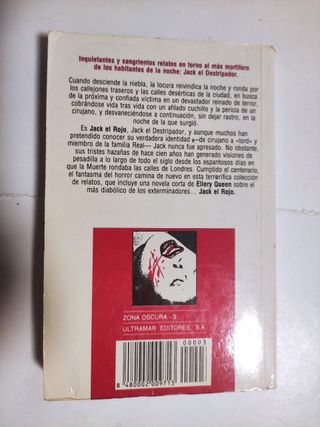 Inquietantes y sangrientos relatos en torno al más mortífero
de los habitantes de la noche: Jack el Destripador.
Cuando desciende la niebla, la locura reivindica la noche y ronda por
los callejones traseros y las calles desérticas de la ciudad, en busca
de la próxima y confiada víctima en un devastador reinado de terror,
cobrándose vida tras vida con un afilado cuchillo y la pericia de un
cirujano, y desvaneciéndose a continuación, sin dejar rastro, en la
noche de la que surgió.
Es Jack el Rojo, Jack el Destripador, y aunque muchos han
pretendido conocer su verdadera identidad —de cirujano a «lord» y
miembro de la familia Real— Jack nunca fue apresado. No obstante,
sus tristes hazañas de hace cien años han generado visiones de
pesadilla a lo largo de todo el siglo desde los espantosos días en
que la Muerte rondaba las calles de Londres. Cumplido el centenario,
el fantasma del horror camina de nuevo en esta terrorífica colección
de relatos, que incluye una novela corta de Ellery Queen sobre el
más diabólico de los exterminadores... Jack el Rojo.
ZONA OSCURA - 3
ULTRAMAR EDITORES, S.A.
00003
8 480002 009713